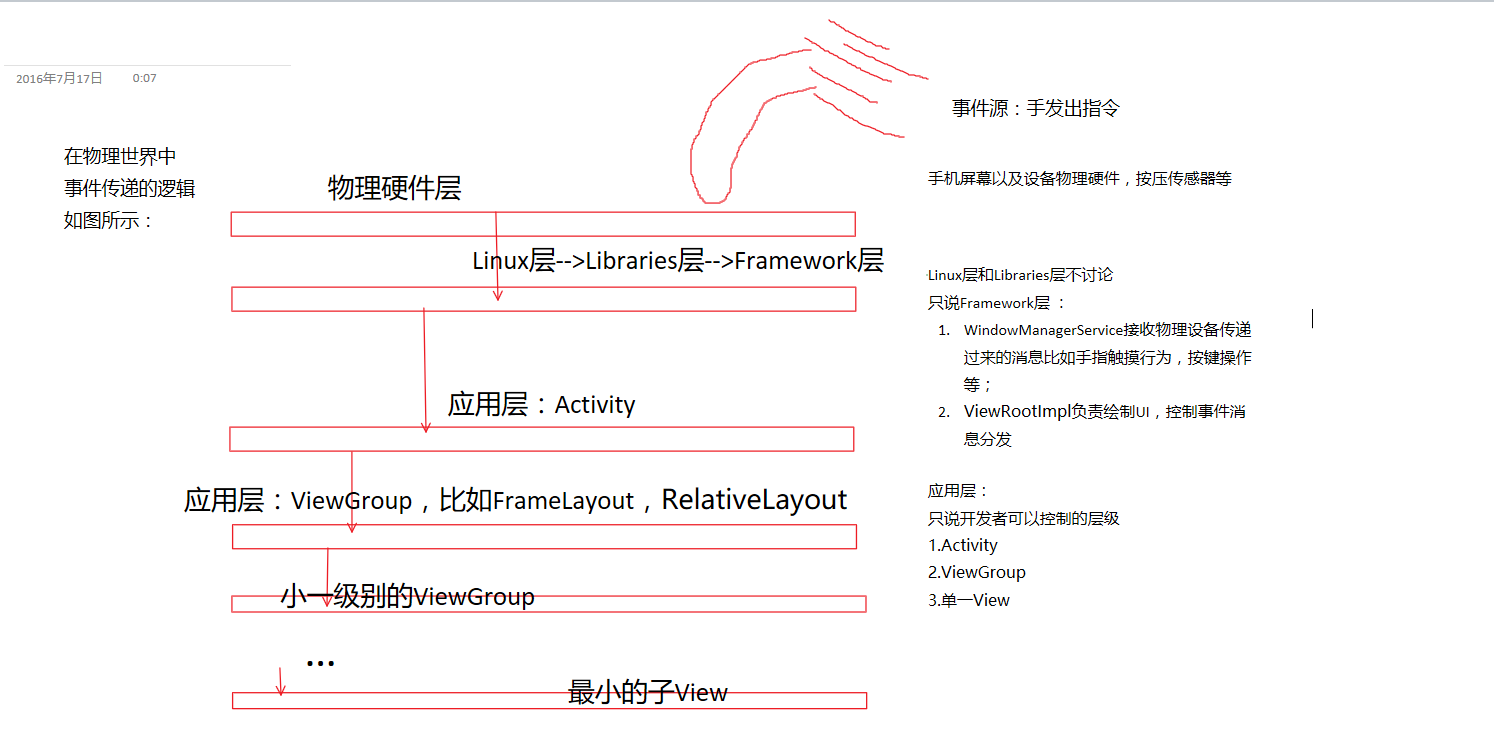 2016年7月17日 0:07
在物理世界中
事件传递的逻辑
如图所示：
物理硬件层
Linux层-->Libraries层-->Framework层
应用层：Activity
应用层：ViewGroup，比如FrameLayout，RelativeLayout
小一级别的ViewGroup
...
最小的子View
事件源：手发出指令
手机屏幕以及设备物理硬件，按压传感器等
Linux层和Libraries层不讨论
只说Framework层 ：
1. WindowManagerService接收物理设备传递
过来的消息比如手指触摸行为，按键操作
等；
2. ViewRootImpl负责绘制UI，控制事件消
息分发
应用层：
只说开发者可以控制的层级
1.Activity
2.ViewGroup
3.单一View